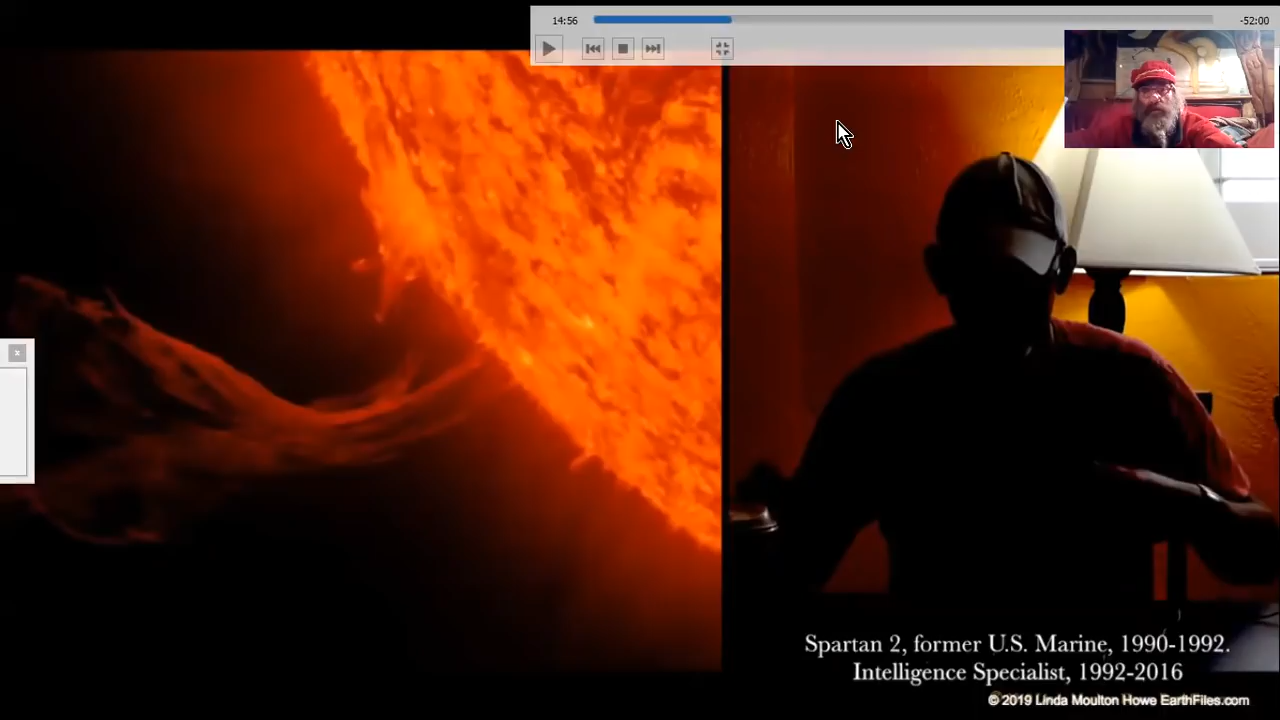 14:56
-52:00
Spartan 2, former U.S. Marine, 1990-1992.
Intelligence Specialist, 1992-2016
© 2019 Linda Moulton Howe EarthFiles.com